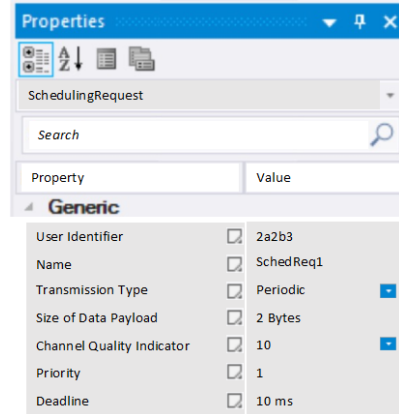 Properties
A Z
SchedulingRequest
Search
Property Value
Generic
User Identifier 2a2b3
Name SchedReq1
Transmission Type Periodic
Size of Data Payload 2 Bytes
Channel Quality Indicator 10
Priority 1
Deadline 10 ms